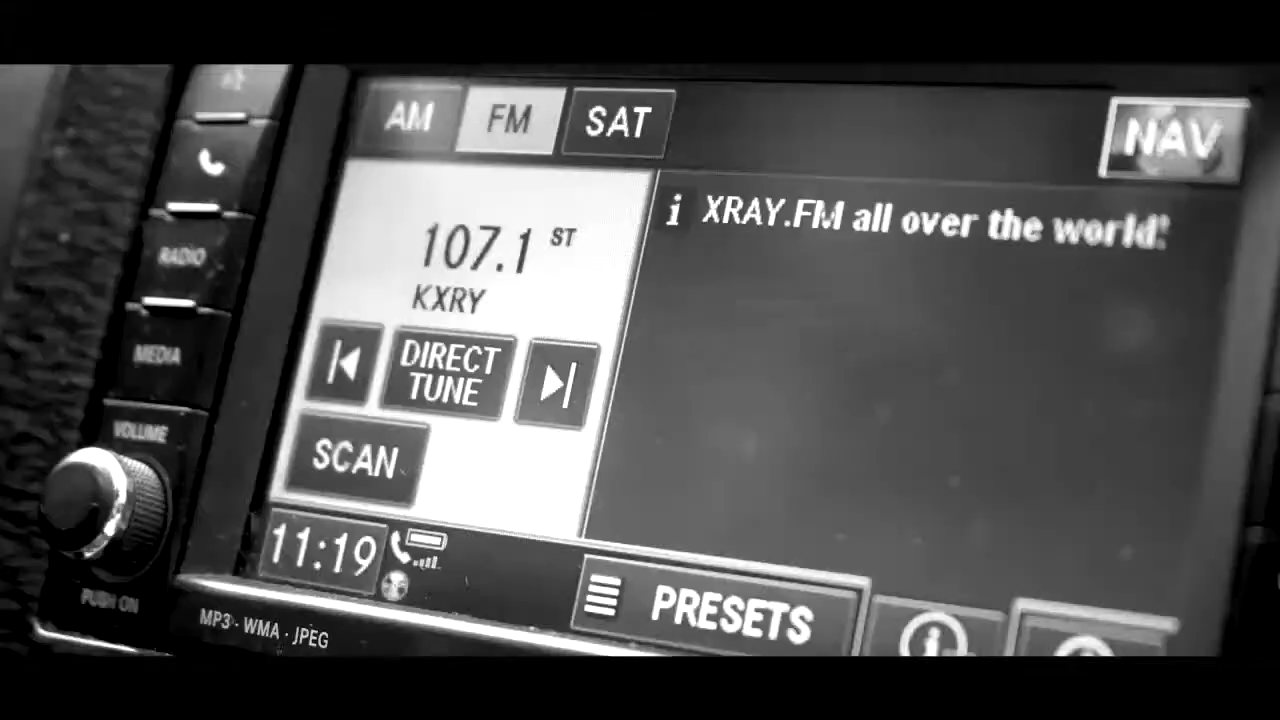 AM FM SAT NAV
i XRAY.FM all over the world!
107.1 ST
KXRY
DIRECT
TUNE
SCAN
11:19
PRESETS
RADIO
MEDIA
VOLUME
PUSH ON
MP3 · WMA · JPEG